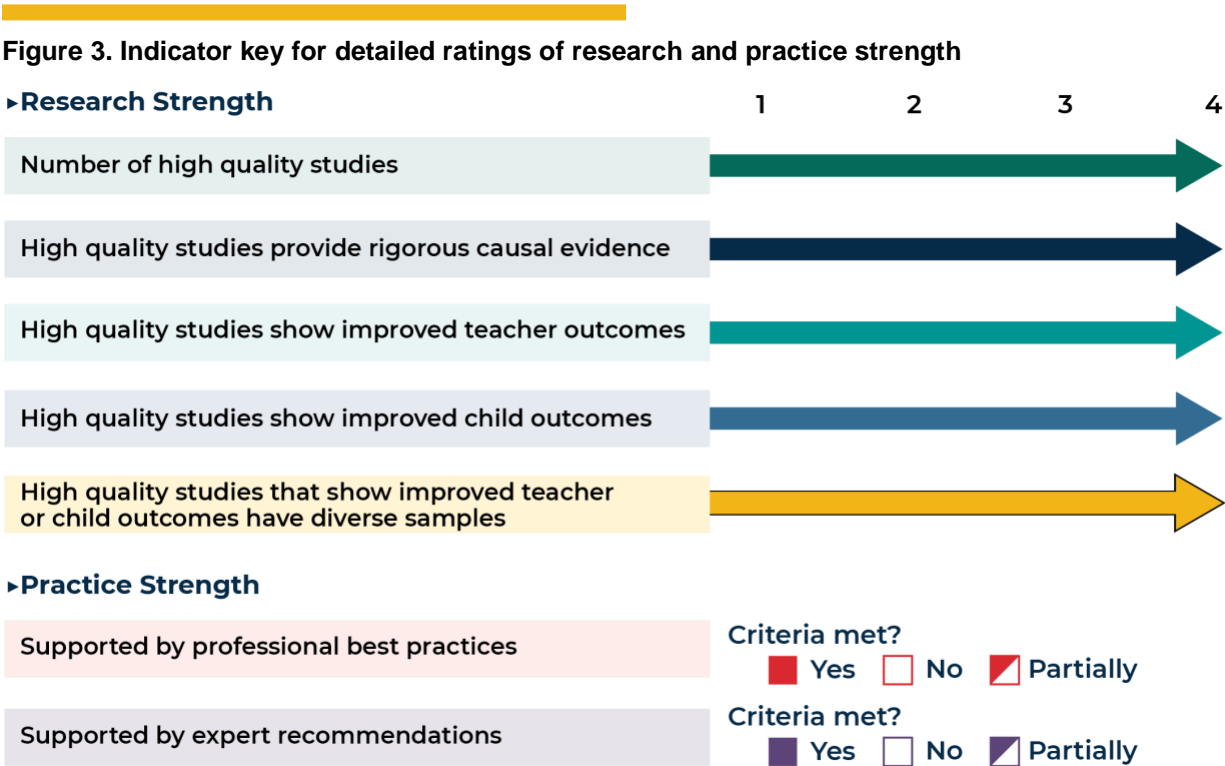 Figure 3. Indicator key for detailed ratings of research and practice strength
▸Research Strength 1 2 3 4
Number of high quality studies
High quality studies provide rigorous causal evidence
High quality studies show improved teacher outcomes
High quality studies show improved child outcomes
High quality studies that show improved teacher
or child outcomes have diverse samples
▸Practice Strength
Supported by professional best practices
Criteria met?
Yes No Partially
Supported by expert recommendations
Criteria met?
Yes No Partially